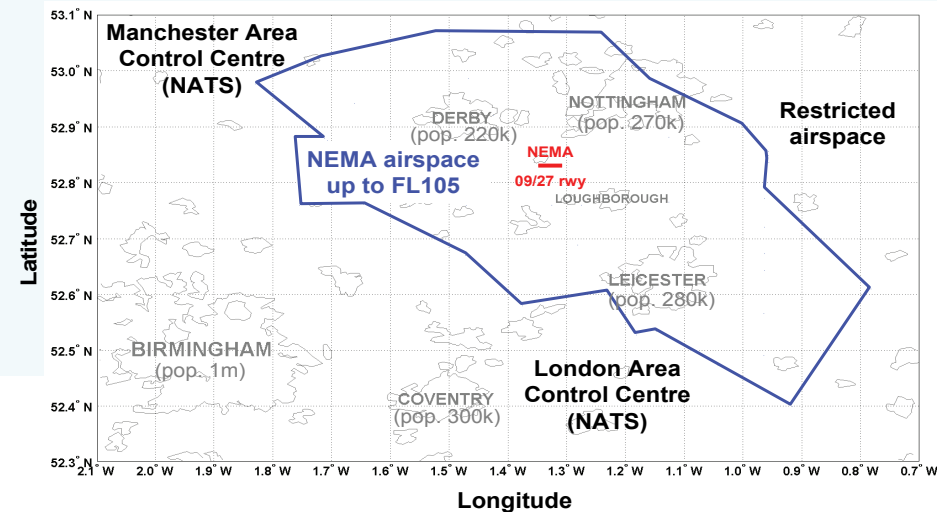 53.1° N
53.0° N
52.9° N
52.8° N
52.7° N
52.6° N
52.5° N
52.4° N
52.3° N
Latitude
Manchester Area
Control Centre
(NATS)
DERBY
(pop. 220k)
NOTTINGHAM
(pop. 270k)
Restricted
airspace
NEMA airspace
up to FL105
NEMA
09/27 rwy
LOUGHBOROUGH
LEICESTER
(pop. 280k)
BIRMINGHAM
(pop. 1m)
COVENTRY
(pop. 300k)
London Area
Control Centre
(NATS)
2.1° W 2.0° W 1.9° W 1.8° W 1.7° W 1.6° W 1.5° W 1.4° W 1.3° W 1.2° W 1.1° W 1.0° W 0.9° W 0.8° W 0.7° W
Longitude